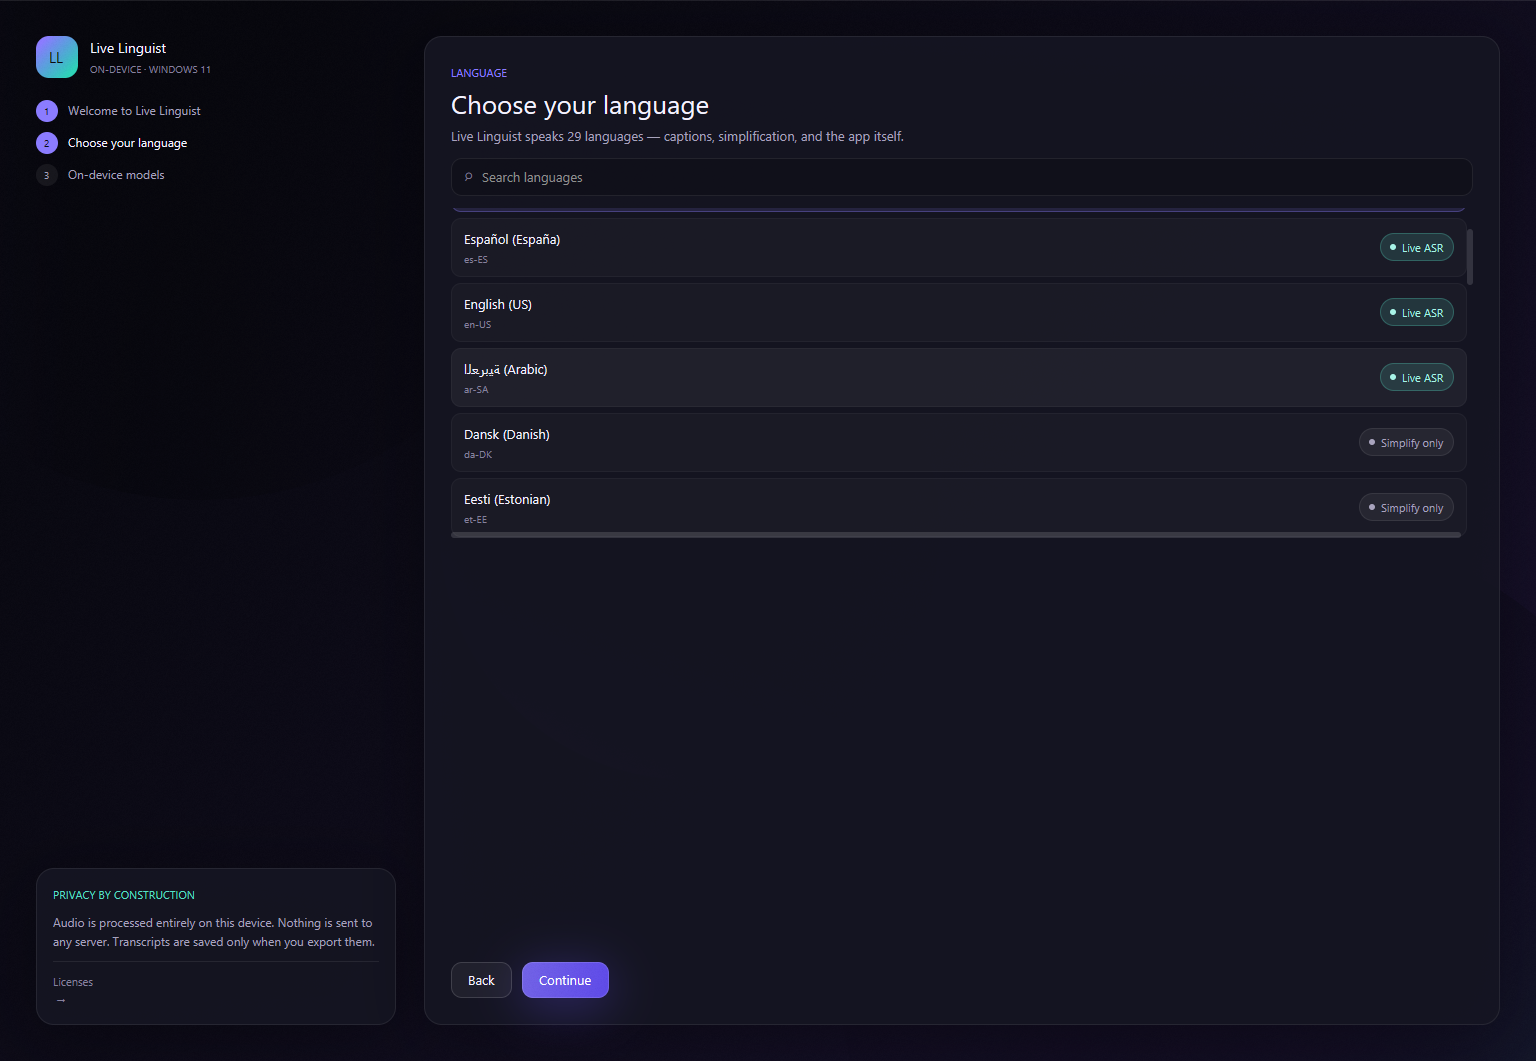 LL
Live Linguist
ON-DEVICE · WINDOWS 11
1 Welcome to Live Linguist
2 Choose your language
3 On-device models
LANGUAGE
Choose your language
Live Linguist speaks 29 languages — captions, simplification, and the app itself.
Search languages
Español (España)
es-ES
Live ASR
English (US)
en-US
Live ASR
العربية (Arabic)
ar-SA
Live ASR
Dansk (Danish)
da-DK
Simplify only
Eesti (Estonian)
et-EE
Simplify only
PRIVACY BY CONSTRUCTION
Audio is processed entirely on this device. Nothing is sent to
any server. Transcripts are saved only when you export them.
Licenses
→
Back
Continue